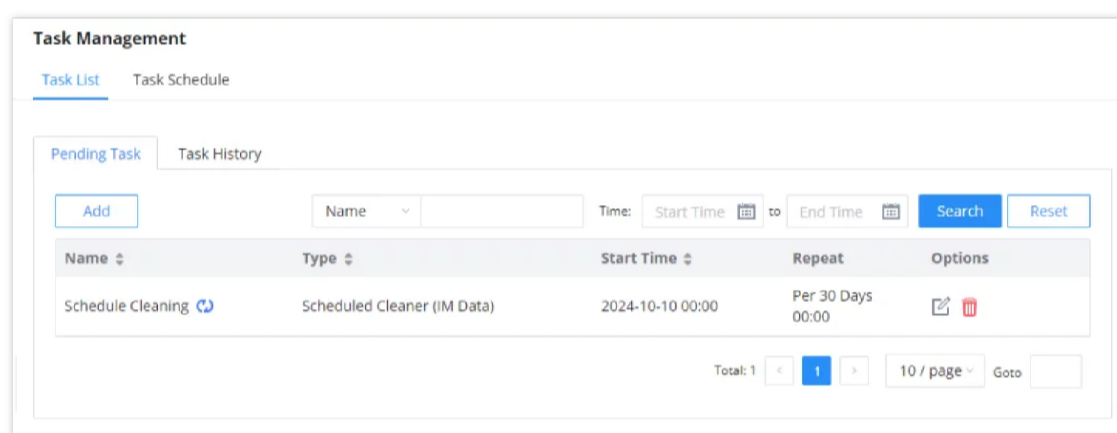 Task Management
Task List Task Schedule
Pending Task Task History
Add Name Time: Start Time to End Time Search Reset
Name Type Start Time Repeat Options
Schedule Cleaning Scheduled Cleaner (IM Data) 2024-10-10 00:00 Per 30 Days
00:00
Total: 1 < 1 > 10 / page Goto